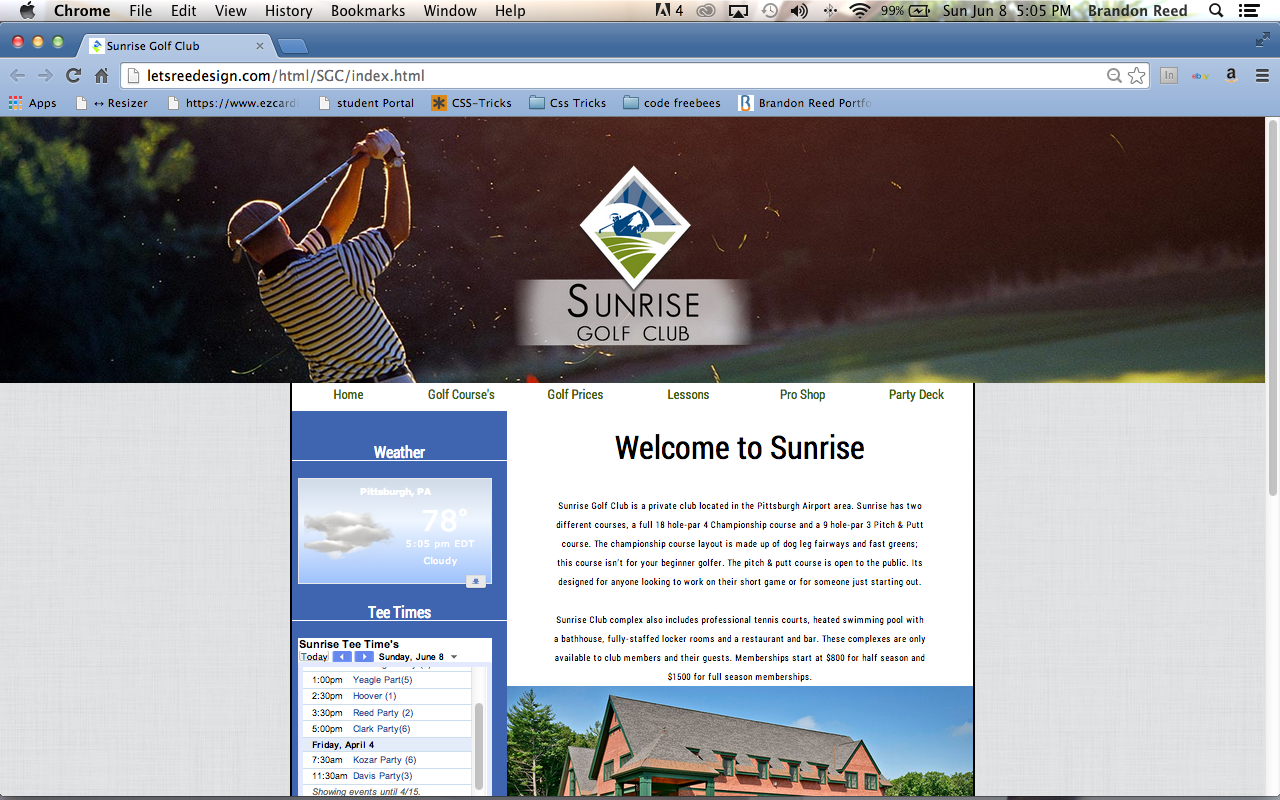 Chrome File Edit View History Bookmarks Window Help 4 99% Sun Jun 8 5:05 PM Brandon Reed
Sunrise Golf Club
letsreedesign.com/html/SGC/index.html
Apps ↔ Resizer https://www.ezcard student Portal CSS-Tricks Css Tricks code freebees Brandon Reed Portfo
SUNRISE
GOLF CLUB
Home Golf Course's Golf Prices Lessons Pro Shop Party Deck
Weather
Pittsburgh, PA
78°
5:05 pm EDT
Cloudy
Tee Times
Sunrise Tee Time's
Today Sunday, June 8
1:00pm Yeagle Part(5)
2:30pm Hoover (1)
3:30pm Reed Party (2)
5:00pm Clark Party(6)
Friday, April 4
7:30am Kozar Party (6)
11:30am Davis Party(3)
Showing events until 4/15.
Welcome to Sunrise
Sunrise Golf Club is a private club located in the Pittsburgh Airport area. Sunrise has two
different courses, a full 18 hole-par 4 Championship course and a 9 hole-par 3 Pitch & Putt
course. The championship course layout is made up of dog leg fairways and fast greens;
this course isn't for your beginner golfer. The pitch & putt course is open to the public. Its
designed for anyone looking to work on their short game or for someone just starting out.
Sunrise Club complex also includes professional tennis courts, heated swimming pool with
a bathhouse, fully-staffed locker rooms and a restaurant and bar. These complexes are only
available to club members and their guests. Memberships start at $800 for half season and
$1500 for full season memberships.